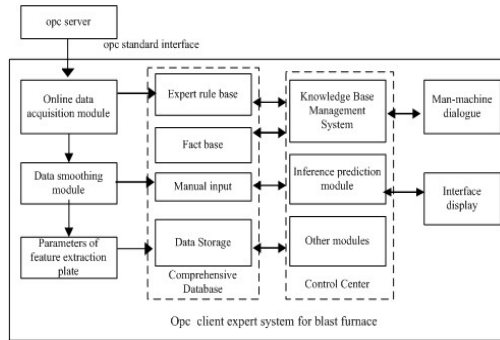 opc server
opc standard interface
Online data
acquisition module
Expert rule base
Knowledge Base
Management
System
Man-machine
dialogue
Fact base
Data smoothing
module
Manual input
Inference prediction
module
Interface
display
Parameters of
feature extraction
plate
Data Storage
Other modules
Comprehensive
Database
Control Center
Opc client expert system for blast furnace